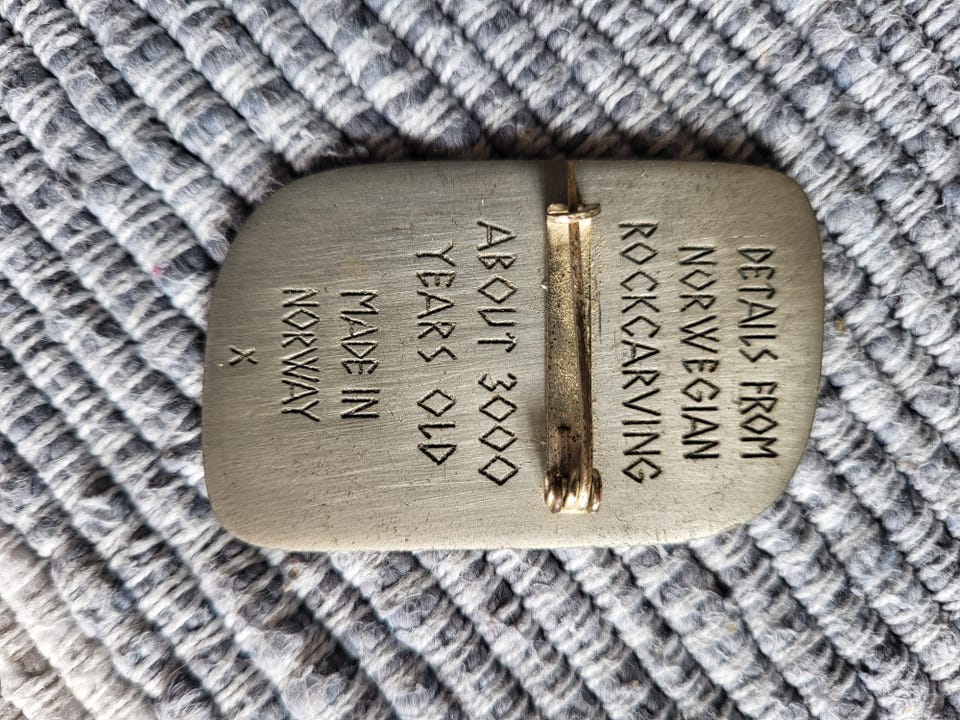 DETAILS FROM
NORWEGIAN
ROCKCARVING
ABOUT 3000
YEARS OLD
MADE IN
NORWAY
X